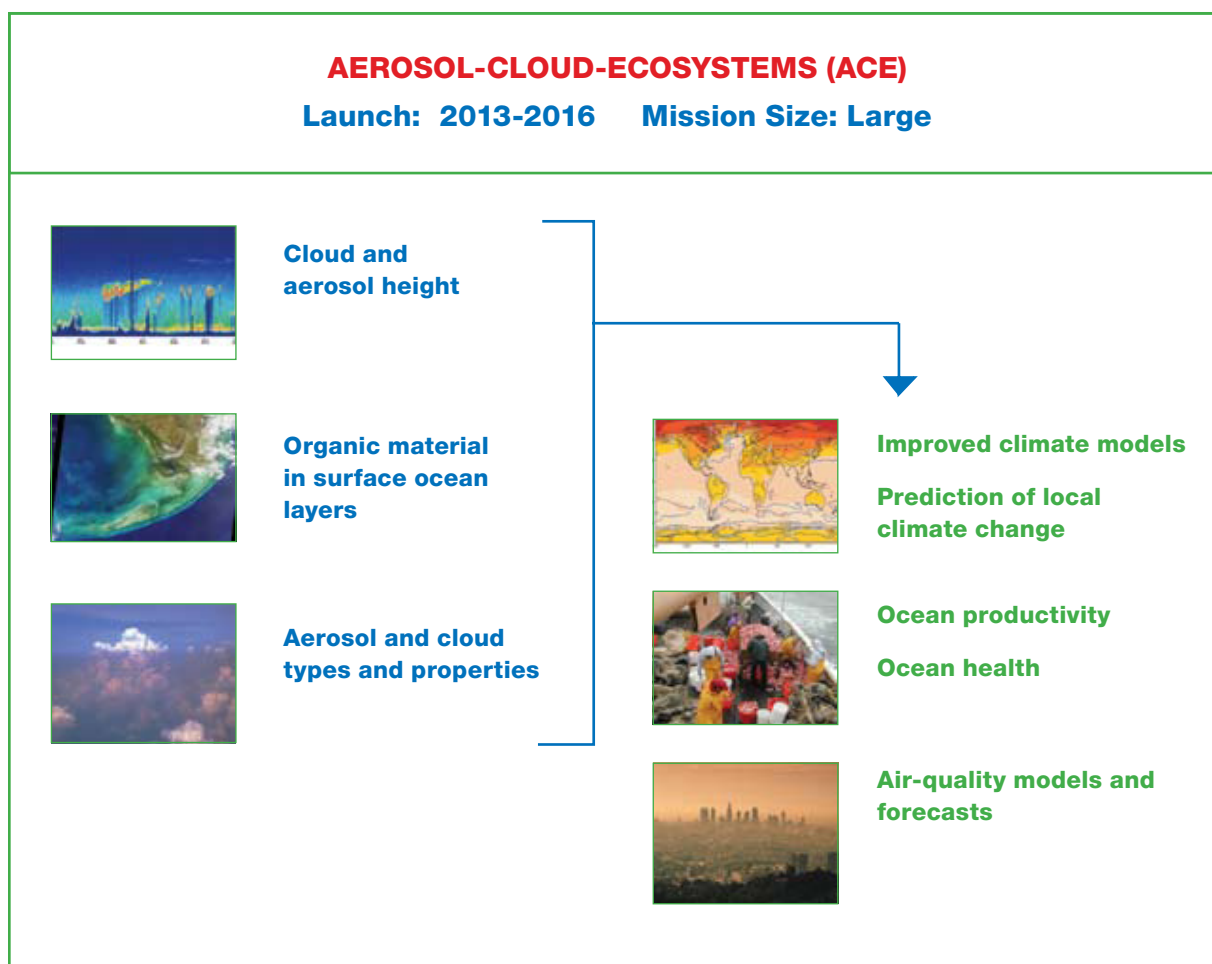 AEROSOL-CLOUD-ECOSYSTEMS (ACE)
Launch: 2013-2016 Mission Size: Large
Cloud and
aerosol height
Organic material
in surface ocean
layers
Aerosol and cloud
types and properties
Improved climate models
Prediction of local
climate change
Ocean productivity
Ocean health
Air-quality models and
forecasts